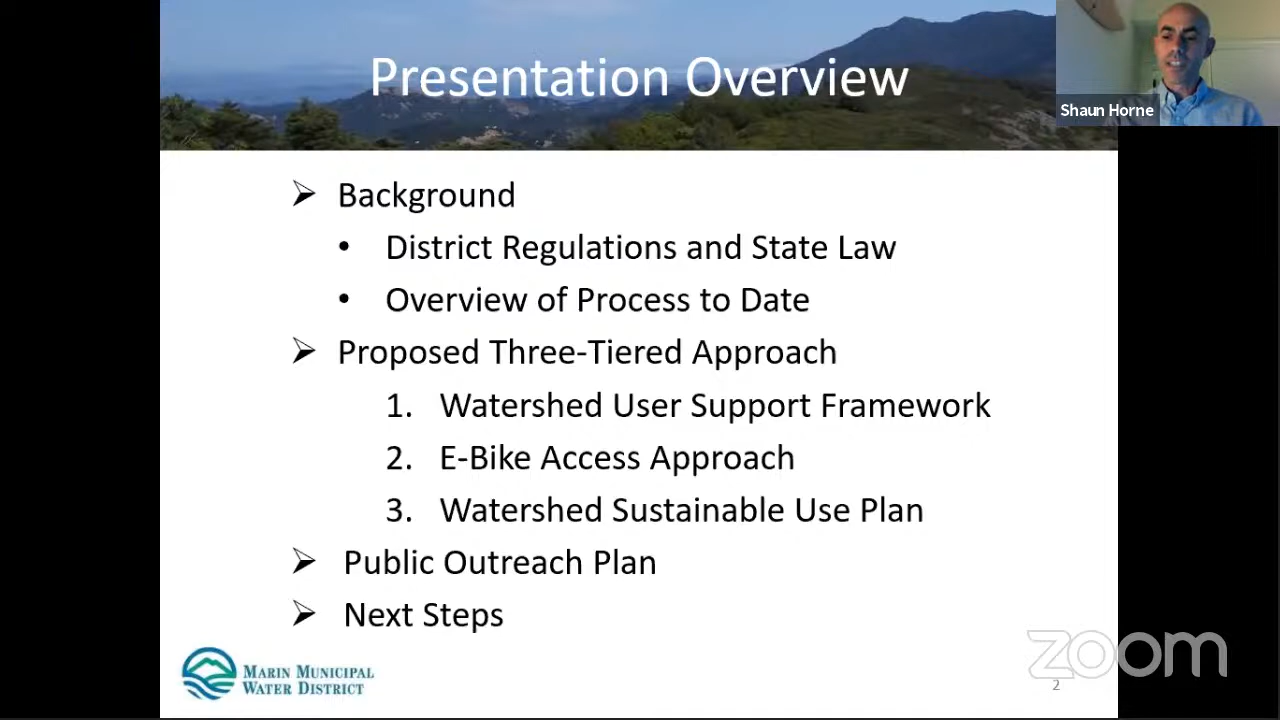 Presentation Overview
Shaun Horne
➢ Background
• District Regulations and State Law
• Overview of Process to Date
➢ Proposed Three-Tiered Approach
1. Watershed User Support Framework
2. E-Bike Access Approach
3. Watershed Sustainable Use Plan
➢ Public Outreach Plan
➢ Next Steps
MARIN MUNICIPAL
WATER DISTRICT
zoom
2